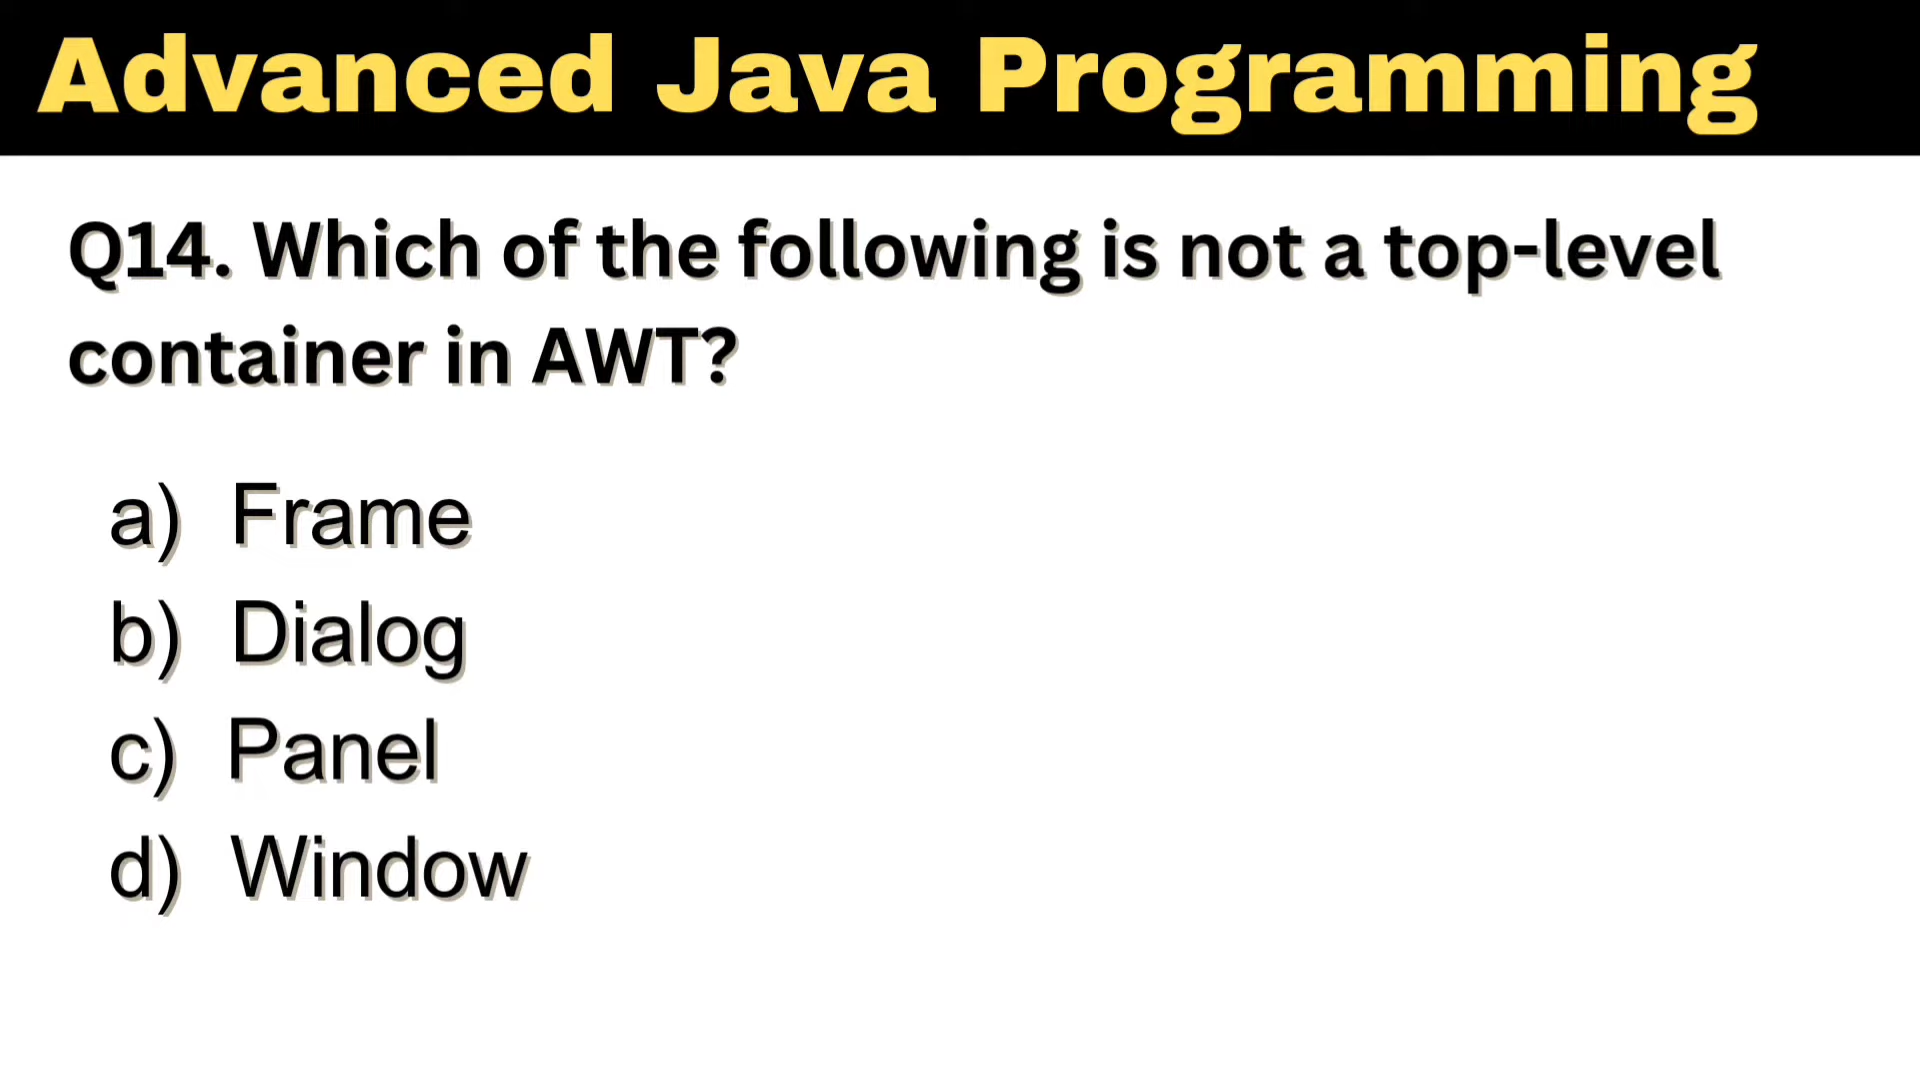 Advanced Java Programming
Q14. Which of the following is not a top-level
container in AWT?
a) Frame
b) Dialog
c) Panel
d) Window